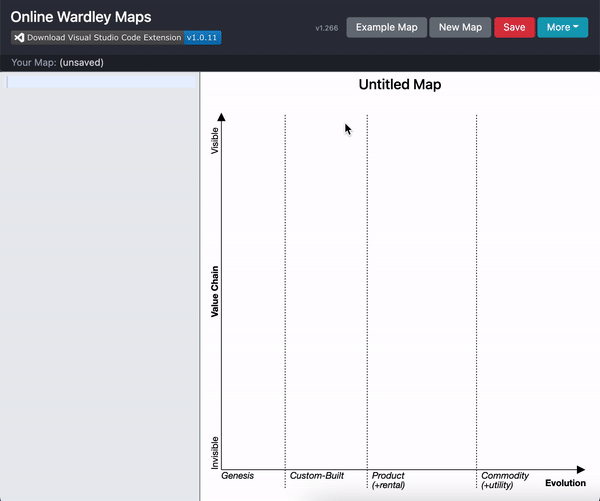 Online Wardley Maps
Download Visual Studio Code Extension v1.0.11
v1.266
Example Map
New Map
Save
More
Your Map: (unsaved)
Untitled Map
Visible
Value Chain
Invisible
Genesis
Custom-Built
Product
(+rental)
Commodity
(+utility)
Evolution